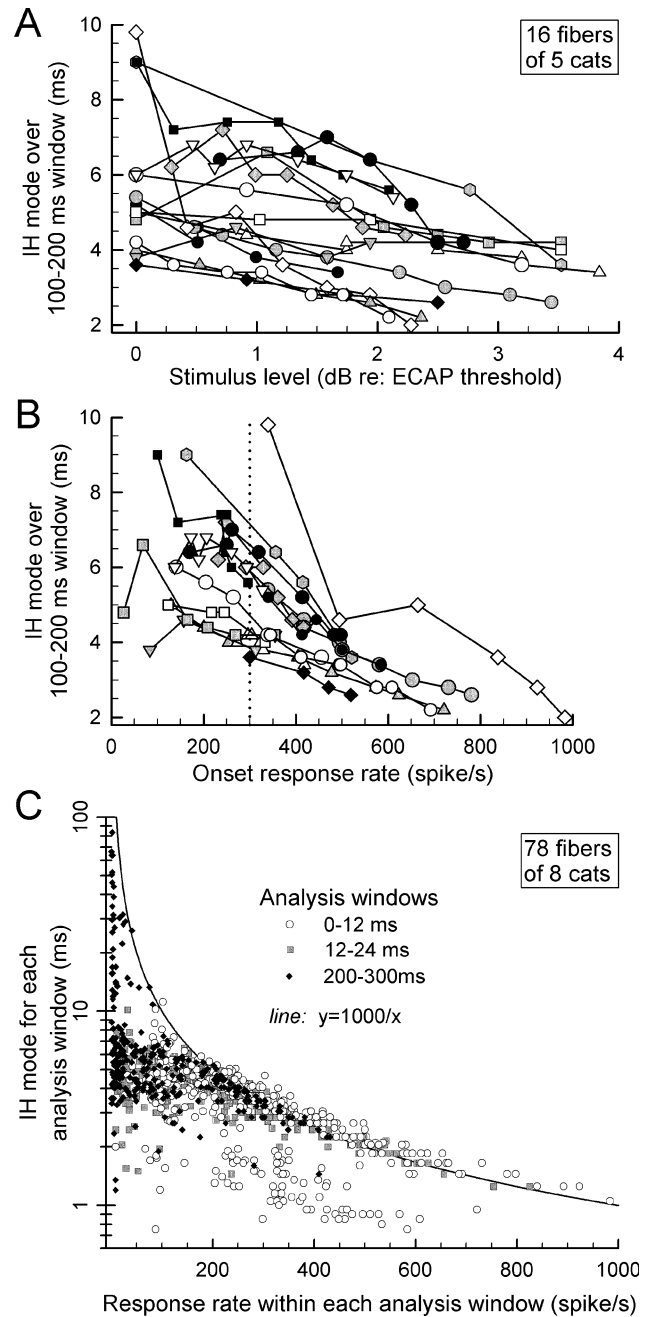 A
16 fibers
of 5 cats
IH mode over
100-200 ms window (ms)
10
8
6
4
2
0 1 2 3 4
Stimulus level (dB re: ECAP threshold)
B
IH mode over
100-200 ms window (ms)
10
8
6
4
2
0 200 400 600 800 1000
Onset response rate (spike/s)
C
78 fibers
of 8 cats
IH mode for each
analysis window (ms)
100
10
1
Analysis windows
0-12 ms
12-24 ms
200-300ms
line: y=1000/x
200 400 600 800 1000
Response rate within each analysis window (spike/s)